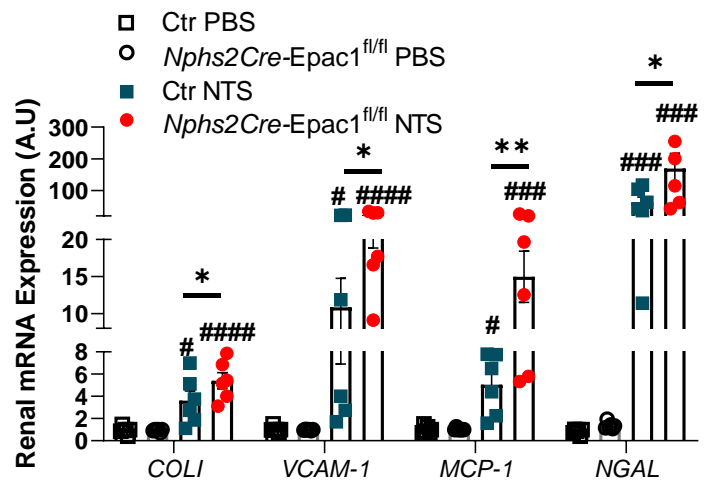 Ctr PBS
Nphs2Cre-Epac1fl/fl PBS
Ctr NTS
Nphs2Cre-Epac1fl/fl NTS
Renal mRNA Expression (A.U)
300
200
100
20
15
10
8
6
4
2
0
# * ####
# * ####
# ** ###
### * ###
COLI VCAM-1 MCP-1 NGAL